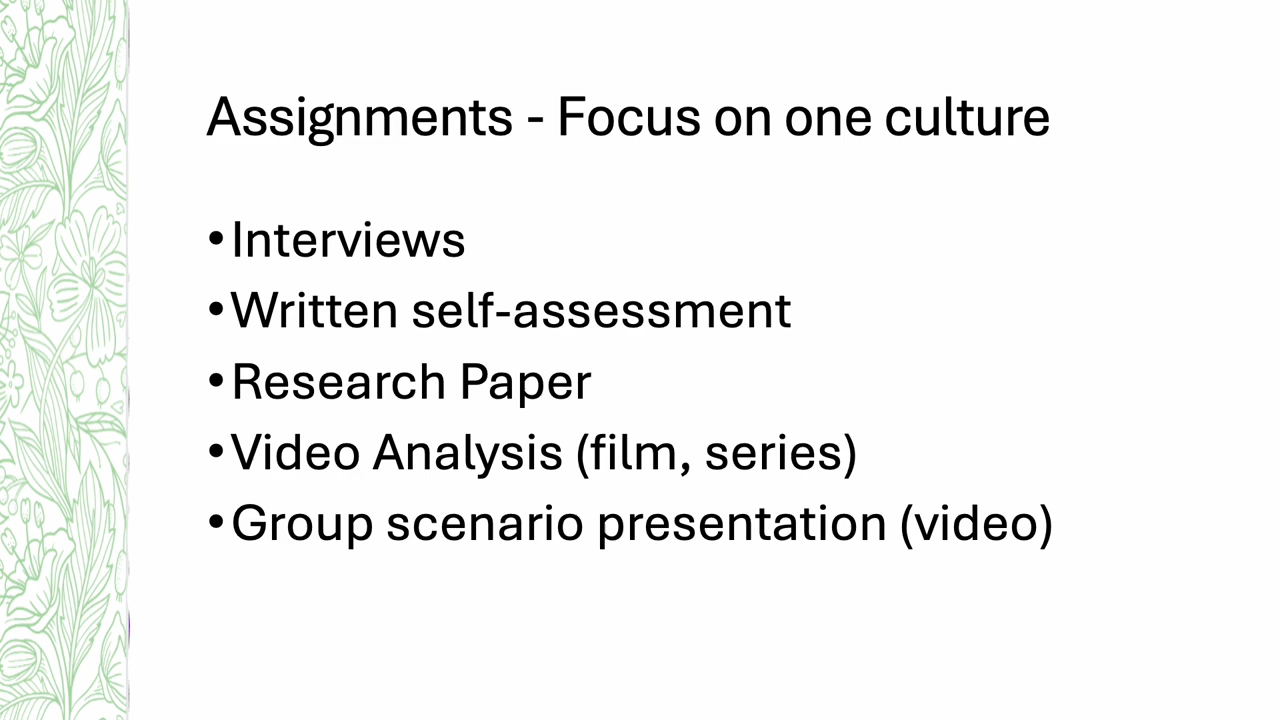 Assignments - Focus on one culture
•Interviews
•Written self-assessment
•Research Paper
•Video Analysis (film, series)
•Group scenario presentation (video)